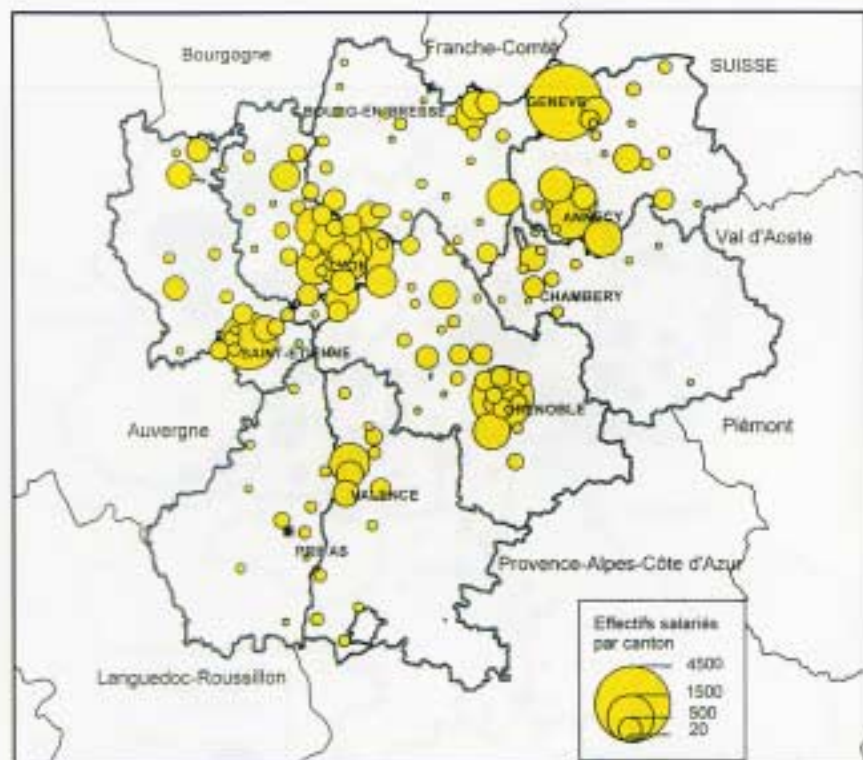 Bourgogne
Franche-Comté
SUISSE
GENEVE
BOURG-EN-BRESSE
ANNECY
Val d'Aoste
LYON
CHAMBERY
SAINT-ETIENNE
GRENOBLE
Auvergne
Piémont
VALENCE
PRIVAS
Provence-Alpes-Côte d'Azur
Languedoc-Roussillon
Effectifs salariés
par canton
4500
1500
500
20